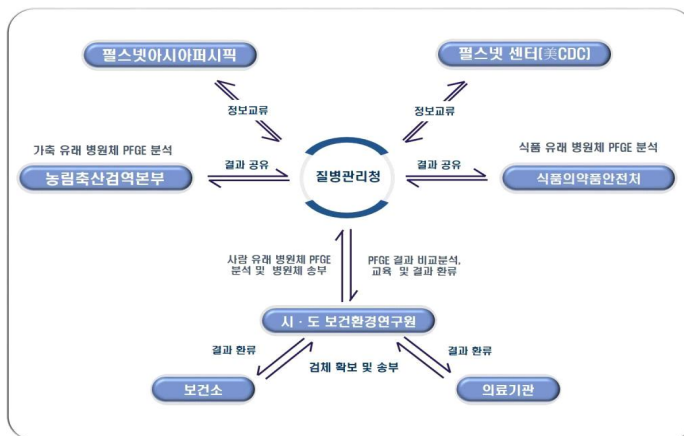 펄스넷아시아퍼시픽
펄스넷 센터(美CDC)
정보교류
정보교류
가축 유래 병원체 PFGE 분석
식품 유래 병원체 PFGE 분석
농림축산검역본부
결과 공유
질병관리청
결과 공유
식품의약품안전처
사람 유래 병원체 PFGE
분석 및 병원체 송부
PFGE 결과 비교분석,
교육 및 결과 환류
시 · 도 보건환경연구원
결과 환류
검체 확보 및 송부
결과 환류
보건소
의료기관